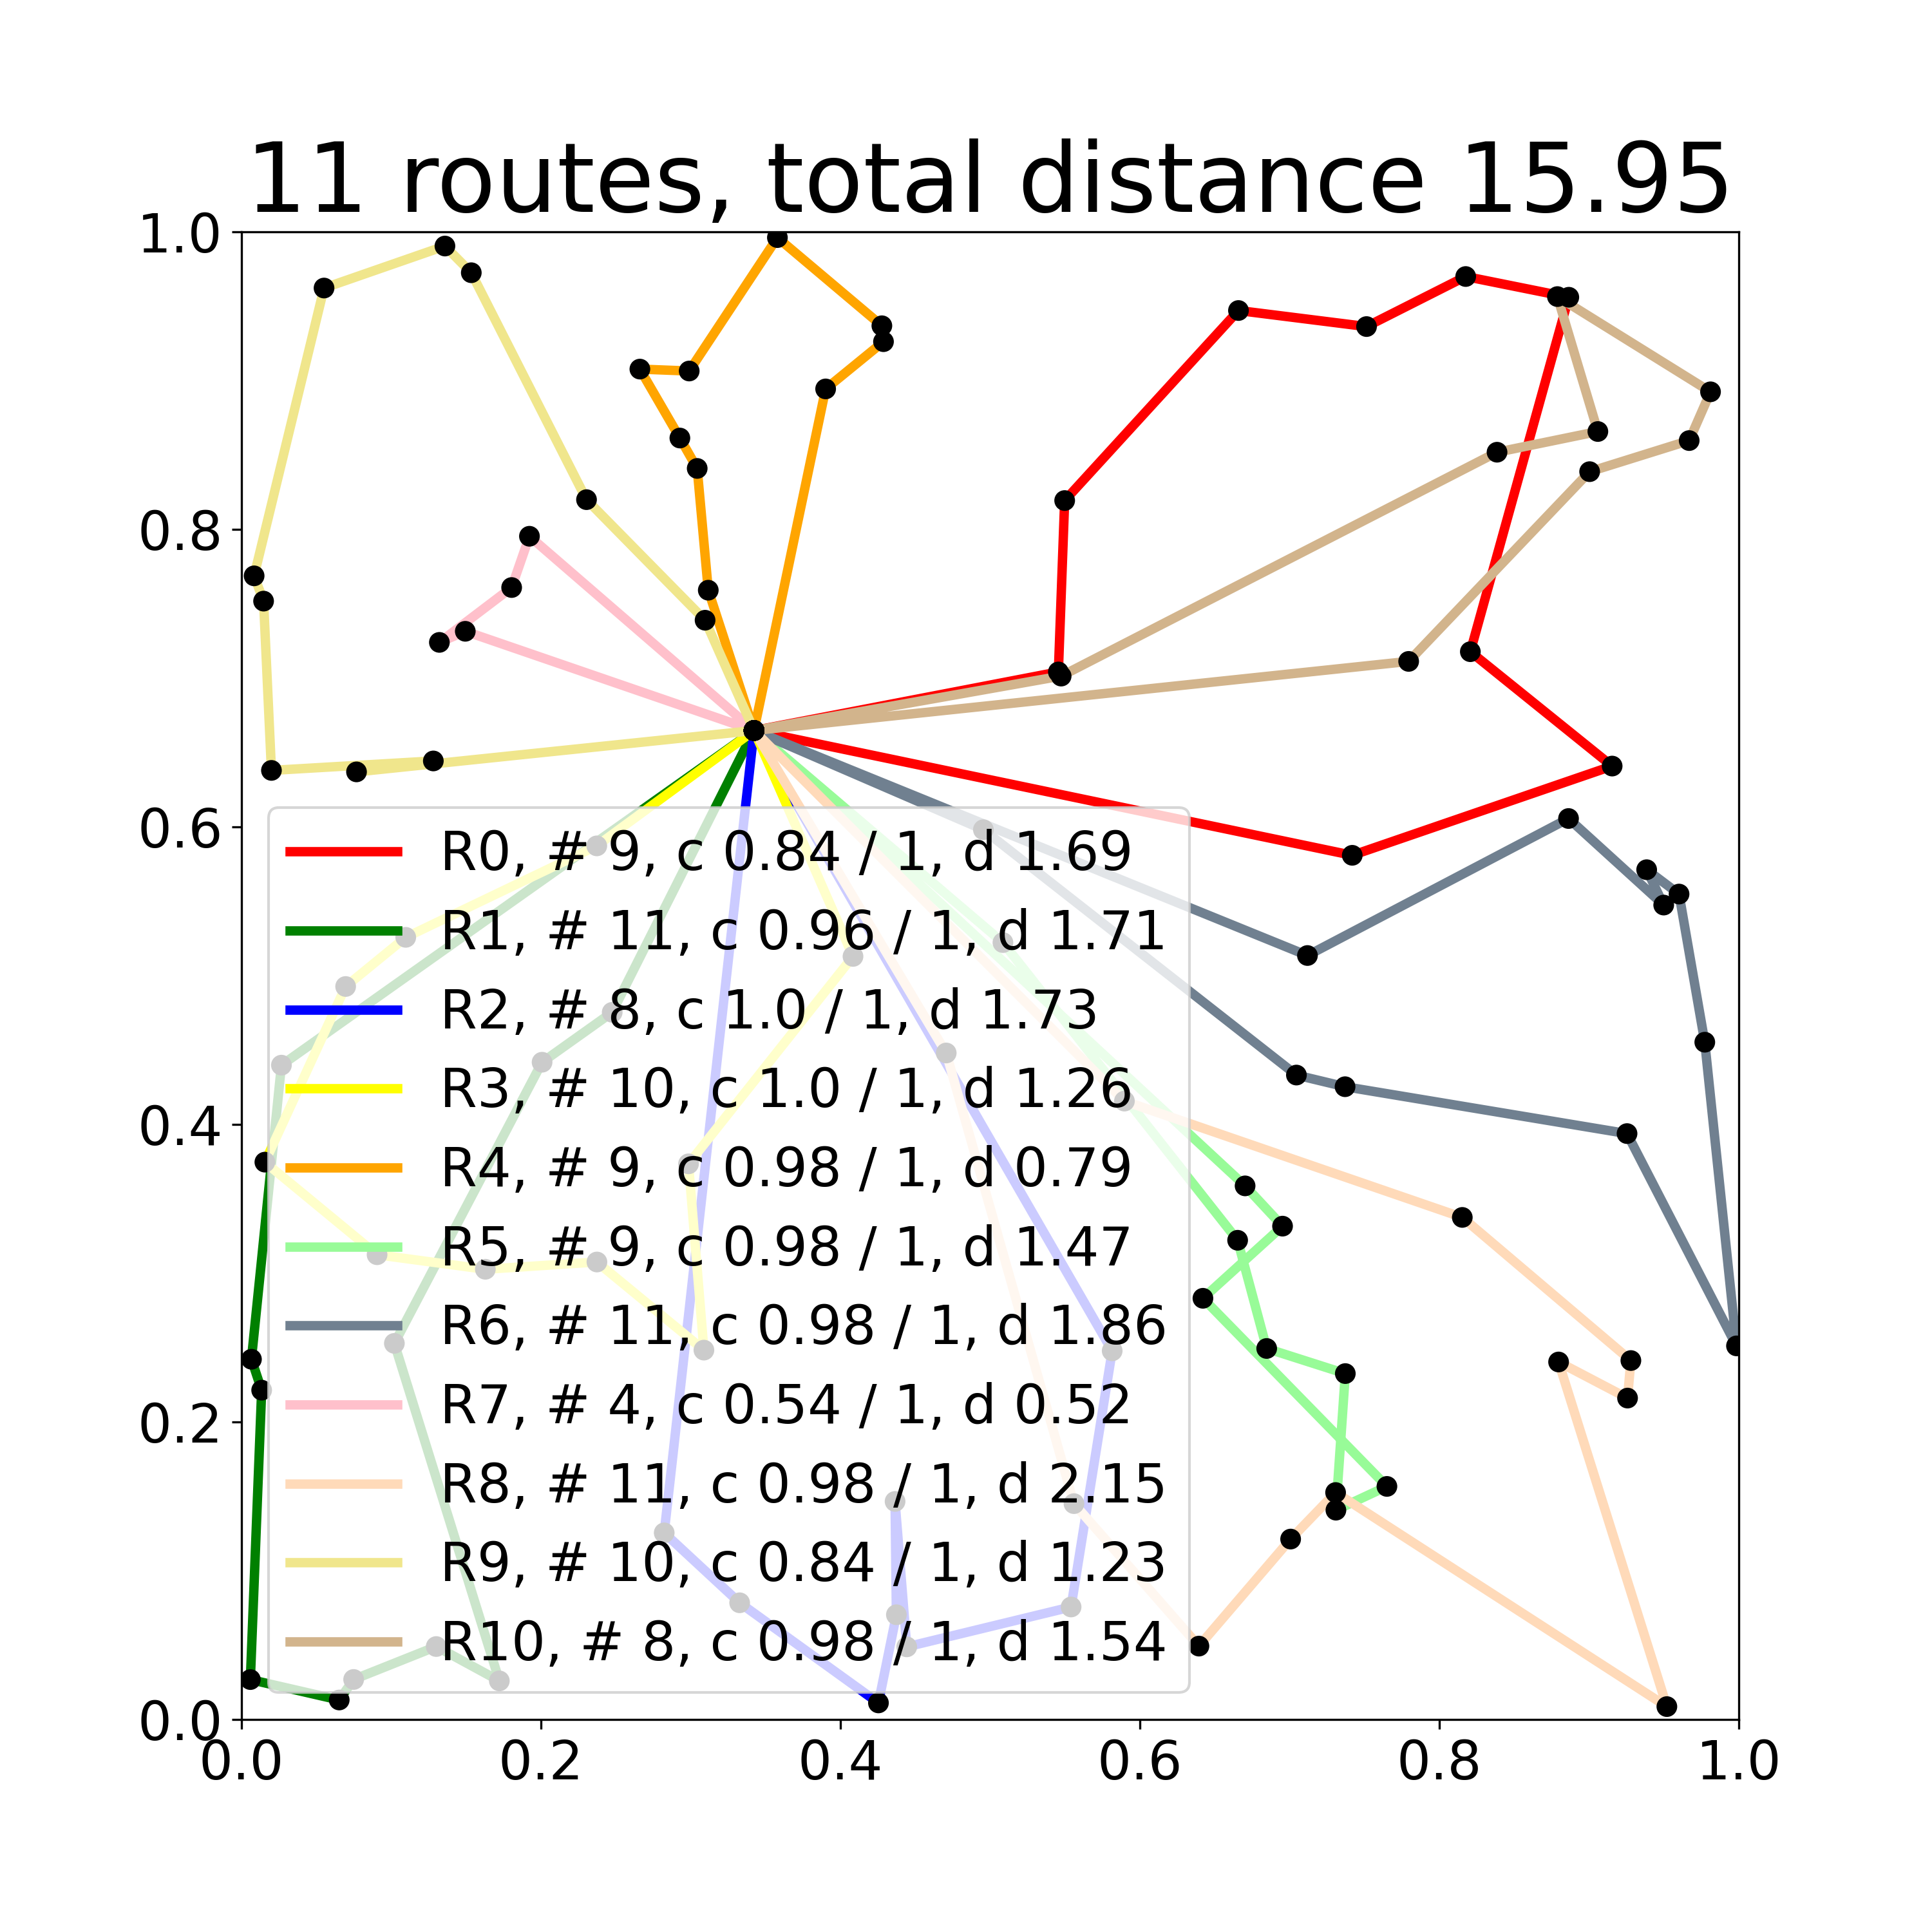 11 routes, total distance 15.95
1.0
0.8
0.6
0.4
0.2
0.0
R0, # 9, c 0.84 / 1, d 1.69
R1, # 11, c 0.96 / 1, d 1.71
R2, # 8, c 1.0 / 1, d 1.73
R3, # 10, c 1.0 / 1, d 1.26
R4, # 9, c 0.98 / 1, d 0.79
R5, # 9, c 0.98 / 1, d 1.47
R6, # 11, c 0.98 / 1, d 1.86
R7, # 4, c 0.54 / 1, d 0.52
R8, # 11, c 0.98 / 1, d 2.15
R9, # 10, c 0.84 / 1, d 1.23
R10, # 8, c 0.98 / 1, d 1.54
0.0 0.2 0.4 0.6 0.8 1.0